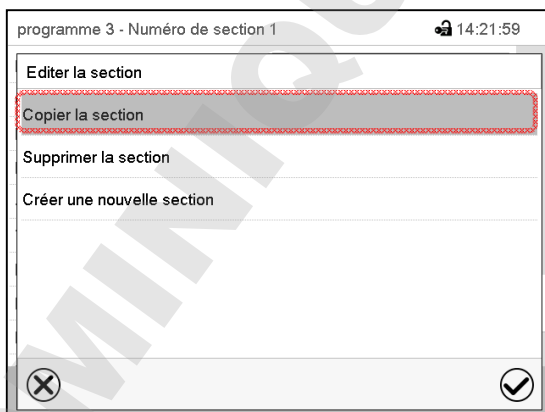 programme 3 - Numéro de section 1 14:21:59
Editer la section
Copier la section
Supprimer la section
Créer une nouvelle section